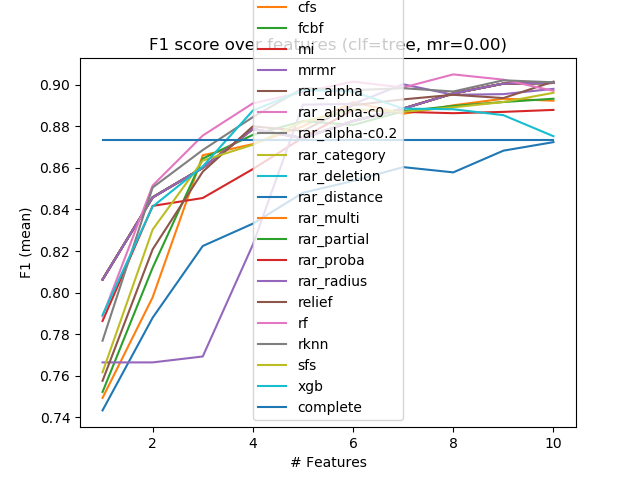 cfs
F1 score over features (clf=tree, mr=0.00)
fcbf
mi
mrmr
rar_alpha
rar_alpha-c0
rar_alpha-c0.2
rar_category
rar_deletion
rar_distance
rar_multi
rar_partial
rar_proba
rar_radius
relief
rf
rknn
sfs
xgb
complete
F1 (mean)
0.90
0.88
0.86
0.84
0.82
0.80
0.78
0.76
0.74
2
4
6
8
10
# Features